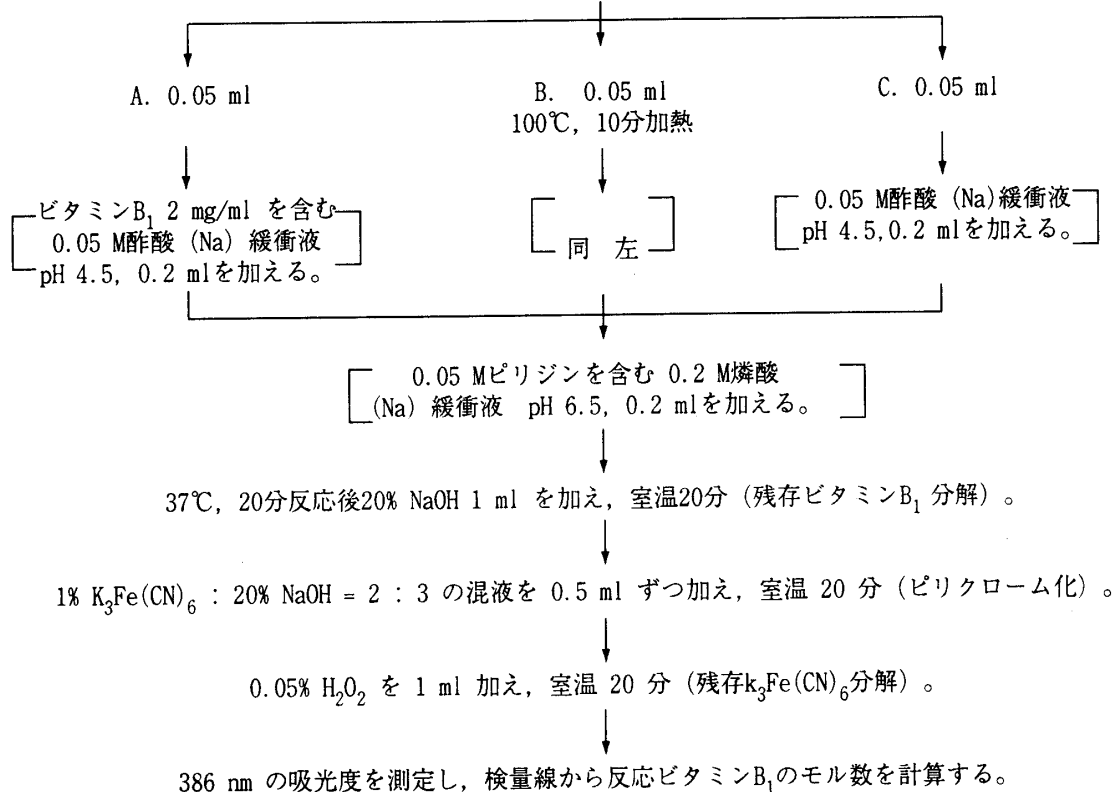 A. 0.05 ml
B. 0.05 ml
C. 0.05 ml
100℃, 10分加熱
ビタミンB₁ 2 mg/ml を含む
0.05 M酢酸 (Na) 緩衝液
pH 4.5, 0.2 mlを加える。
同 左
0.05 M酢酸 (Na)緩衝液
pH 4.5,0.2 mlを加える。
0.05 Mピリジンを含む 0.2 M燐酸
(Na) 緩衝液 pH 6.5, 0.2 mlを加える。
37℃, 20分反応後20% NaOH 1 ml を加え, 室温20分 (残存ビタミンB₁ 分解) 。
1% K₃Fe(CN)₆ : 20% NaOH = 2 : 3 の混液を 0.5 ml ずつ加え, 室温 20 分 (ピリクローム化) 。
0.05% H₂O₂ を 1 ml 加え, 室温 20 分 (残存k₃Fe(CN)₆分解) 。
386 nm の吸光度を測定し, 検量線から反応ビタミンB₁のモル数を計算する。